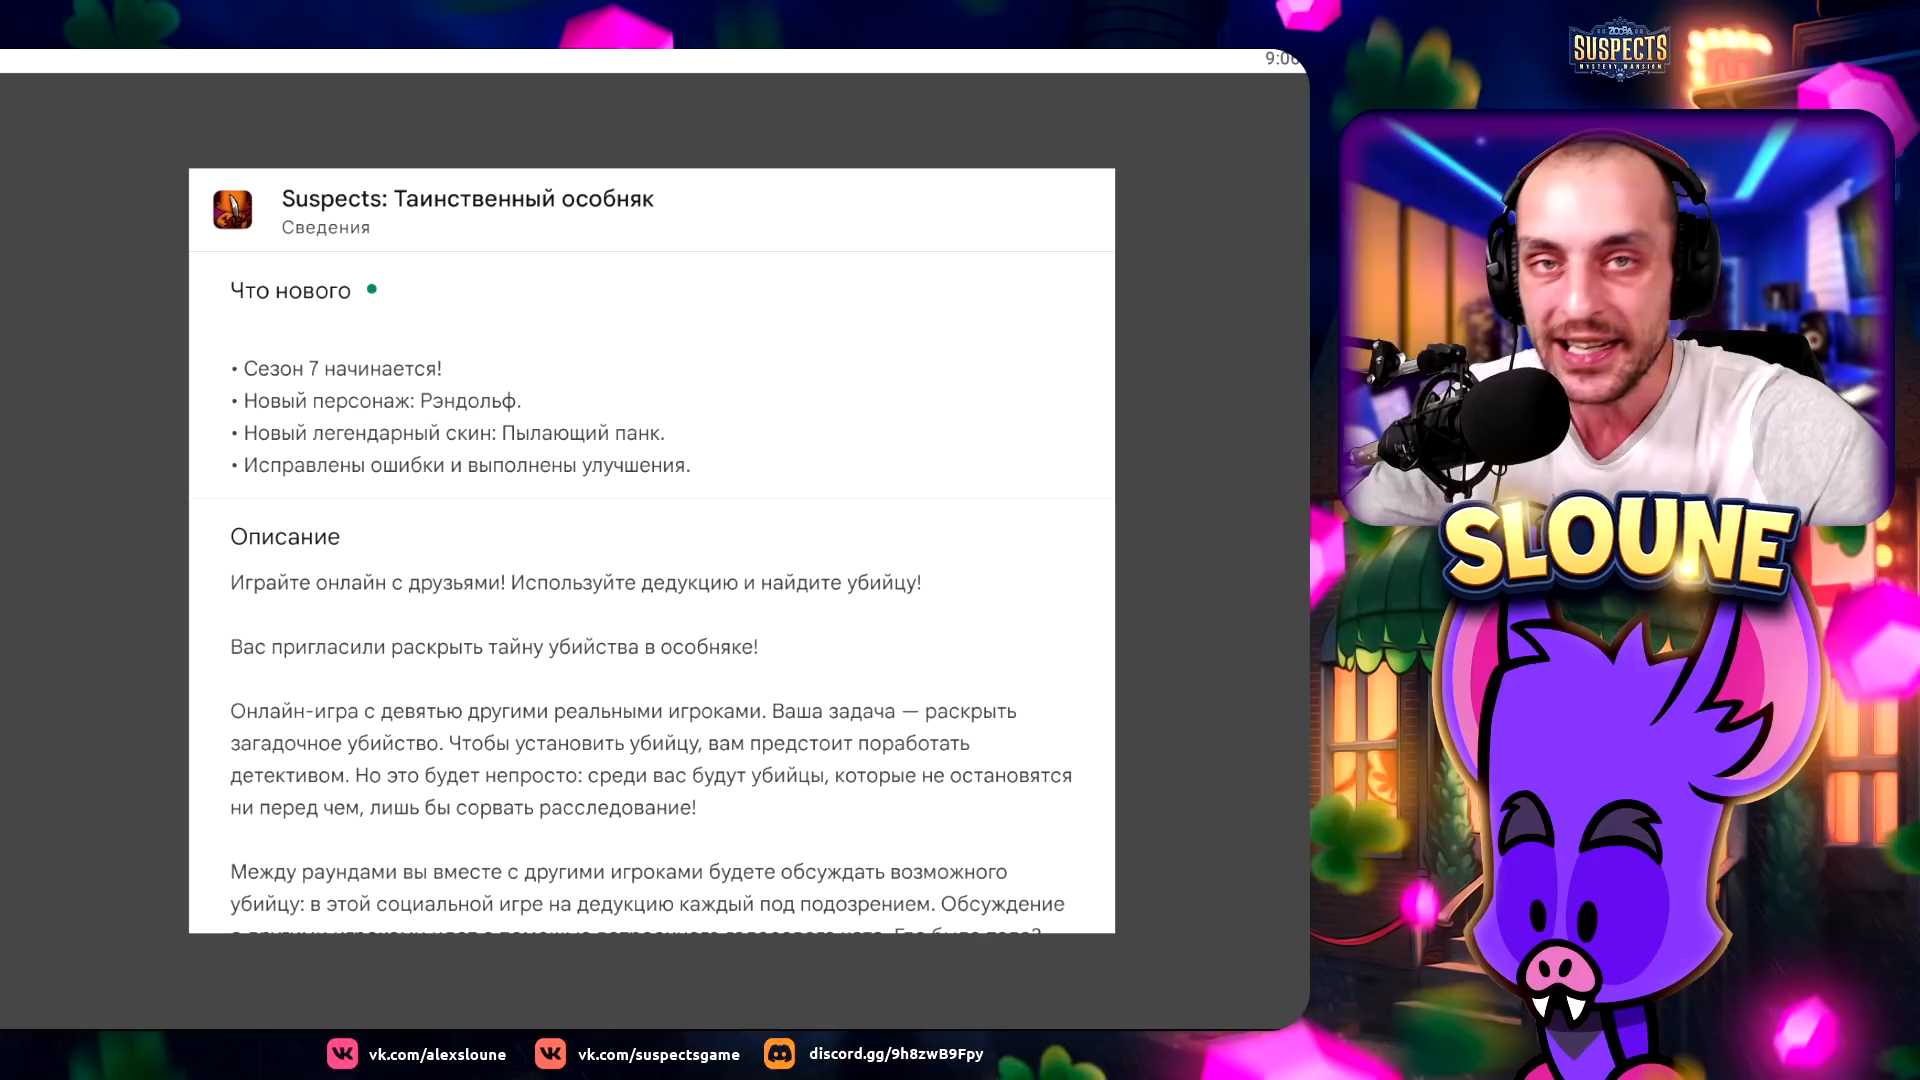 9:00
ZOOBA
SUSPECTS
MYSTERY MANSION
Suspects: Таинственный особняк
Сведения
Что нового
• Сезон 7 начинается!
• Новый персонаж: Рэндольф.
• Новый легендарный скин: Пылающий панк.
• Исправлены ошибки и выполнены улучшения.
Описание
Играйте онлайн с друзьями! Используйте дедукцию и найдите убийцу!
Вас пригласили раскрыть тайну убийства в особняке!
Онлайн-игра с девятью другими реальными игроками. Ваша задача — раскрыть
загадочное убийство. Чтобы установить убийцу, вам предстоит поработать
детективом. Но это будет непросто: среди вас будут убийцы, которые не остановятся
ни перед чем, лишь бы сорвать расследование!
Между раундами вы вместе с другими игроками будете обсуждать возможного
убийцу: в этой социальной игре на дедукцию каждый под подозрением. Обсуждение
SLOUNE
vk.com/alexsloune
vk.com/suspectsgame
discord.gg/9h8zwB9Fpy